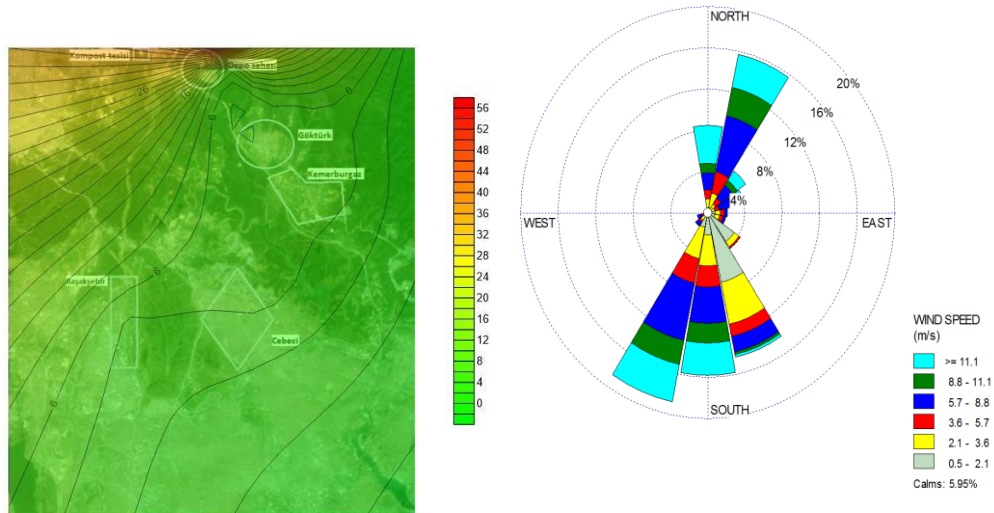 Kompost tesisi
Depo sahası
26
16
6
6
Göktürk
Kemerburgaz
6
6
Başakşehir
Cebeci
6
56
52
48
44
40
36
32
28
24
20
16
12
8
4
0
NORTH
20%
16%
12%
8%
4%
WEST
EAST
SOUTH
WIND SPEED
(m/s)
>= 11.1
8.8 - 11.1
5.7 - 8.8
3.6 - 5.7
2.1 - 3.6
0.5 - 2.1
Calms: 5.95%